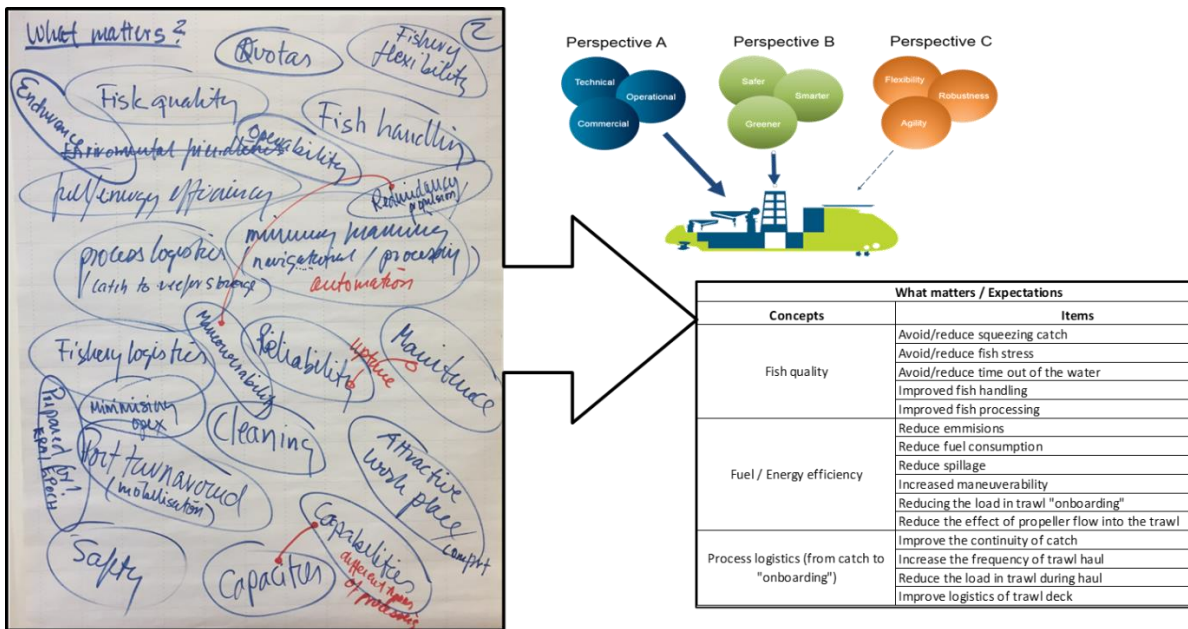 What matters?
2
Quotas
Fishery
flexibility
Endurance
Fisk quality
Fish handling
Operability
fuel/energy efficiency
Redundancy
propulsion
process logistics
(catch to reefer storage)
manning
(navigational / processing)
automation
Maneuverability
Fishery logistics
Reliability
uptime
Maintenance
Minimising
opex
Cleaning
Prepared for?
Port turnaround
(mobilisation)
Attractive
work place /
comfort
Safety
Capacities
Capabilities
different types
of processing
Perspective A
Technical
Operational
Commercial
Perspective B
Safer
Smarter
Greener
Perspective C
Flexibility
Robustness
Agility
What matters / Expectations
Concepts
Items
Fish quality
Avoid/reduce squeezing catch
Avoid/reduce fish stress
Avoid/reduce time out of the water
Improved fish handling
Improved fish processing
Fuel / Energy efficiency
Reduce emmisions
Reduce fuel consumption
Reduce spillage
Increased maneuverability
Reducing the load in trawl "onboarding"
Reduce the effect of propeller flow into the trawl
Process logistics (from catch to
"onboarding")
Improve the continuity of catch
Increase the frequency of trawl haul
Reduce the load in trawl during haul
Improve logistics of trawl deck